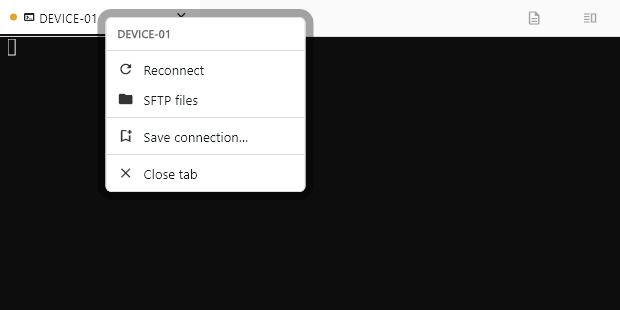 DEVICE-01
DEVICE-01
Reconnect
SFTP files
Save connection...
Close tab